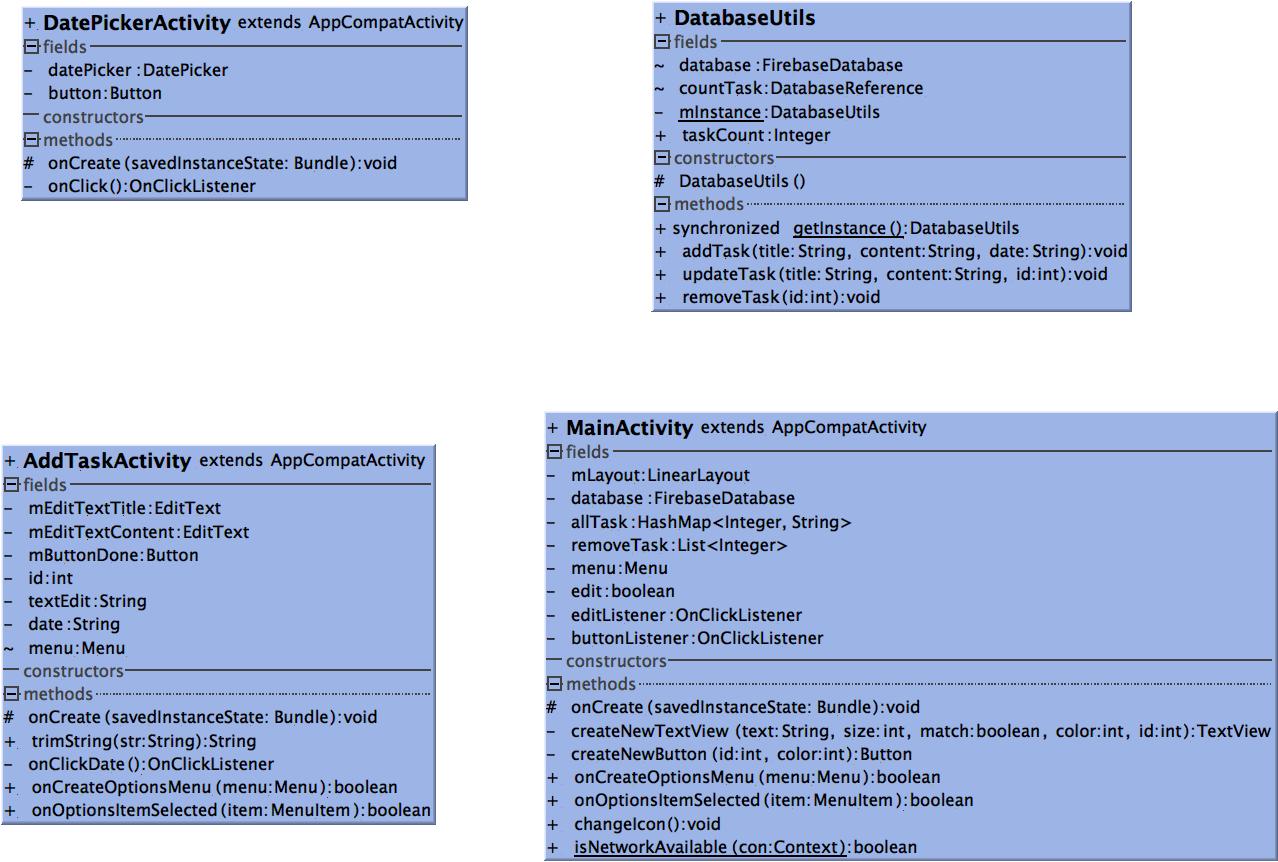 + DatePickerActivity extends AppCompatActivity
fields
- datePicker :DatePicker
- button:Button
constructors
methods
# onCreate (savedInstanceState: Bundle):void
- onClick():OnClickListener
+ DatabaseUtils
fields
~ database :FirebaseDatabase
~ countTask:DatabaseReference
- mInstance:DatabaseUtils
+ taskCount:Integer
constructors
# DatabaseUtils ()
methods
+ synchronized getInstance():DatabaseUtils
+ addTask(title: String, content:String, date: String):void
+ updateTask(title: String, content:String, id:int):void
+ removeTask(id:int):void
+ AddTaskActivity extends AppCompatActivity
fields
- mEditTextTitle:EditText
- mEditTextContent:EditText
- mButtonDone:Button
- id:int
- textEdit:String
- date:String
~ menu:Menu
constructors
methods
# onCreate (savedInstanceState: Bundle):void
+ trimString(str:String):String
- onClickDate():OnClickListener
+ onCreateOptionsMenu (menu:Menu):boolean
+ onOptionsItemSelected (item:MenuItem ):boolean
+ MainActivity extends AppCompatActivity
fields
- mLayout:LinearLayout
- database :FirebaseDatabase
- allTask:HashMap<Integer, String>
- removeTask:List<Integer>
- menu:Menu
- edit:boolean
- editListener:OnClickListener
- buttonListener:OnClickListener
constructors
methods
# onCreate (savedInstanceState: Bundle):void
- createNewTextView (text:String, size:int, match:boolean, color:int, id:int):TextView
- createNewButton (id:int, color:int):Button
+ onCreateOptionsMenu (menu:Menu):boolean
+ onOptionsItemSelected (item:MenuItem ):boolean
+ changeIcon():void
+ isNetworkAvailable (con:Context):boolean